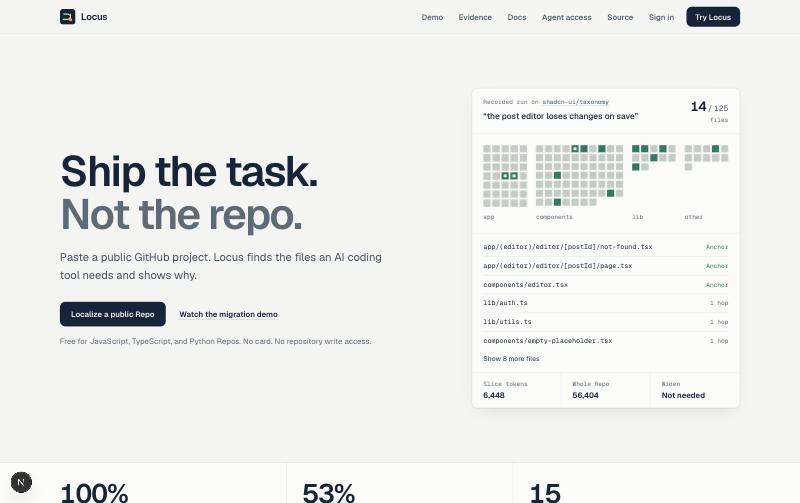 Locus
Demo
Evidence
Docs
Agent access
Source
Sign in
Try Locus
Ship the task.
Not the repo.
Paste a public GitHub project. Locus finds the files an AI coding
tool needs and shows why.
Localize a public Repo
Watch the migration demo
Free for JavaScript, TypeScript, and Python Repos. No card. No repository write access.
Recorded run on shadcn-ui/taxonomy
"the post editor loses changes on save"
14 / 125
files
app
components
lib
other
app/(editor)/editor/[postId]/not-found.tsx Anchor
app/(editor)/editor/[postId]/page.tsx Anchor
components/editor.tsx Anchor
lib/auth.ts 1 hop
lib/utils.ts 1 hop
components/empty-placeholder.tsx 1 hop
Show 8 more files
Slice tokens
6,448
Whole Repo
56,404
Widen
Not needed
100%
53%
15
N